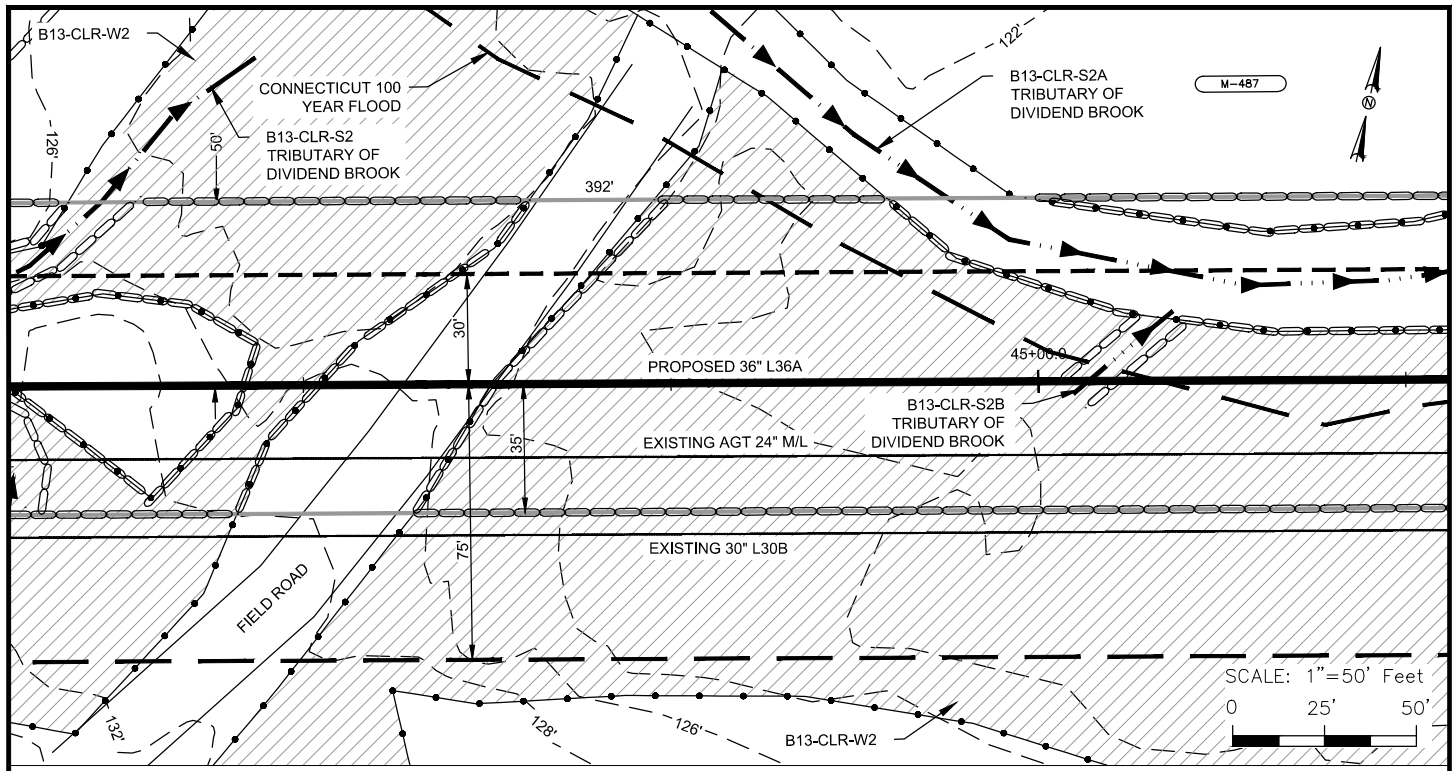 B13-CLR-W2
CONNECTICUT 100
YEAR FLOOD
B13-CLR-S2
TRIBUTARY OF
DIVIDEND BROOK
126'
50'
122'
B13-CLR-S2A
TRIBUTARY OF
DIVIDEND BROOK
M-487
N
392'
30'
PROPOSED 36" L36A
45+00.0
B13-CLR-S2B
TRIBUTARY OF
DIVIDEND BROOK
EXISTING AGT 24" M/L
35'
75'
EXISTING 30" L30B
FIELD ROAD
132'
128'
126'
B13-CLR-W2
SCALE: 1"=50' Feet
0 25' 50'